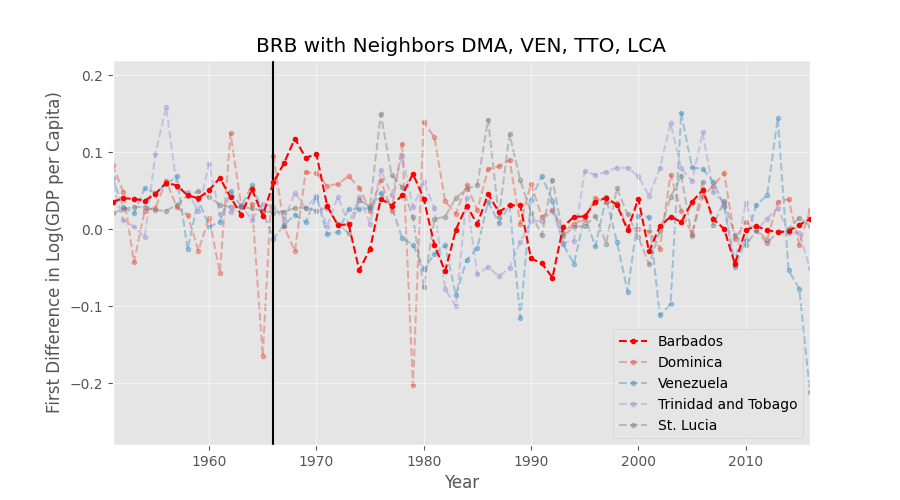 BRB with Neighbors DMA, VEN, TTO, LCA
First Difference in Log(GDP per Capita)
0.2
0.1
0.0
−0.1
−0.2
1960
1970
1980
1990
2000
2010
Year
Barbados
Dominica
Venezuela
Trinidad and Tobago
St. Lucia